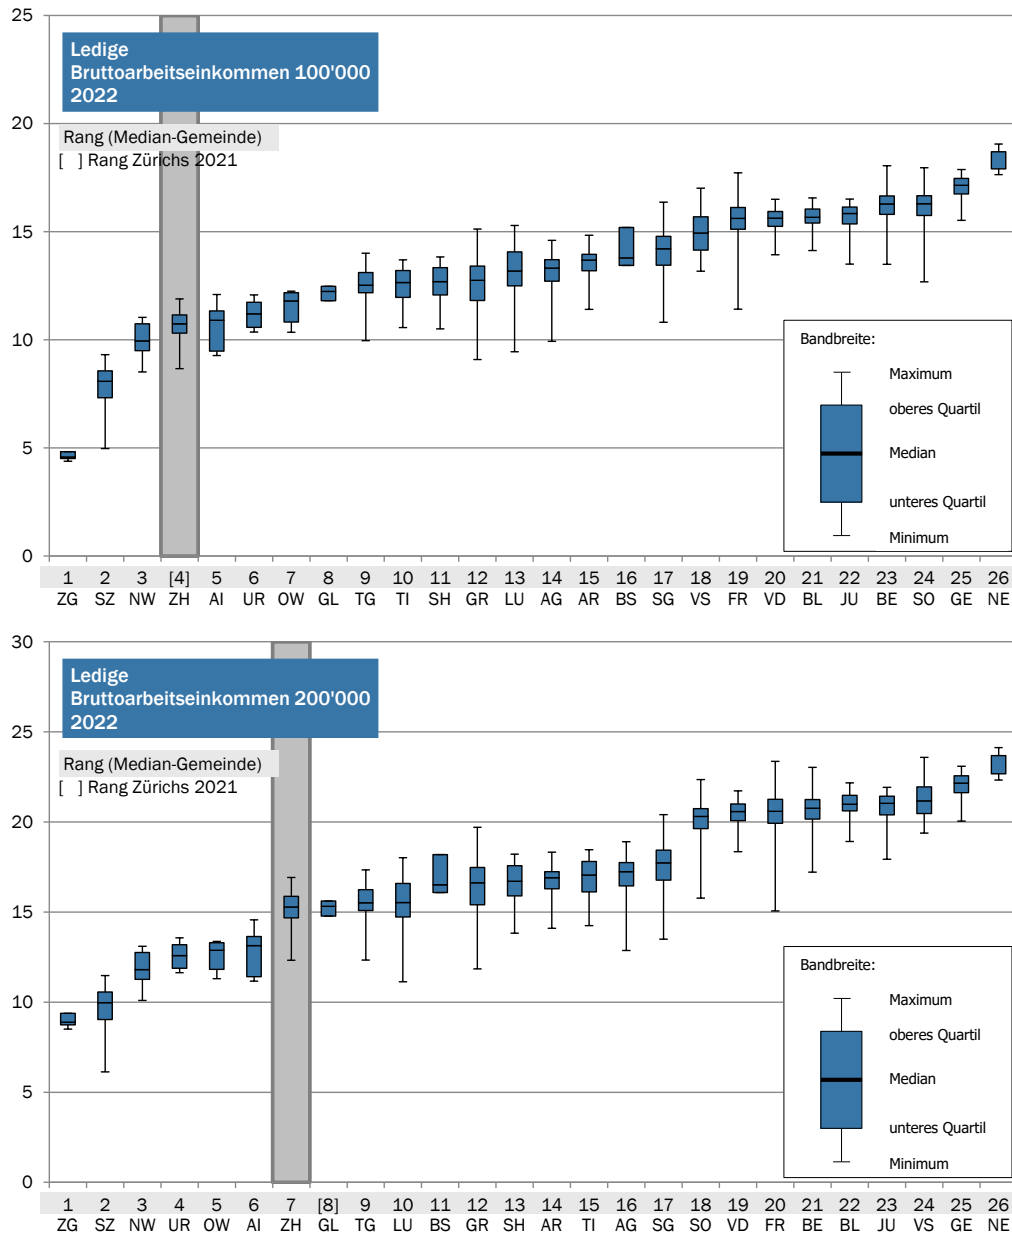 25
20
15
10
5
0
Ledige
Bruttoarbeitseinkommen 100'000
2022
Rang (Median-Gemeinde)
[ ] Rang Zürichs 2021
Bandbreite:
Maximum
oberes Quartil
Median
unteres Quartil
Minimum
1 2 3 [4] 5 6 7 8 9 10 11 12 13 14 15 16 17 18 19 20 21 22 23 24 25 26
ZG SZ NW ZH AI UR OW GL TG TI SH GR LU AG AR BS SG VS FR VD BL JU BE SO GE NE
30
25
20
15
10
5
0
Ledige
Bruttoarbeitseinkommen 200'000
2022
Rang (Median-Gemeinde)
[ ] Rang Zürichs 2021
Bandbreite:
Maximum
oberes Quartil
Median
unteres Quartil
Minimum
1 2 3 4 5 6 7 [8] 9 10 11 12 13 14 15 16 17 18 19 20 21 22 23 24 25 26
ZG SZ NW UR OW AI ZH GL TG LU BS GR SH AR TI AG SG SO VD FR BE BL JU VS GE NE